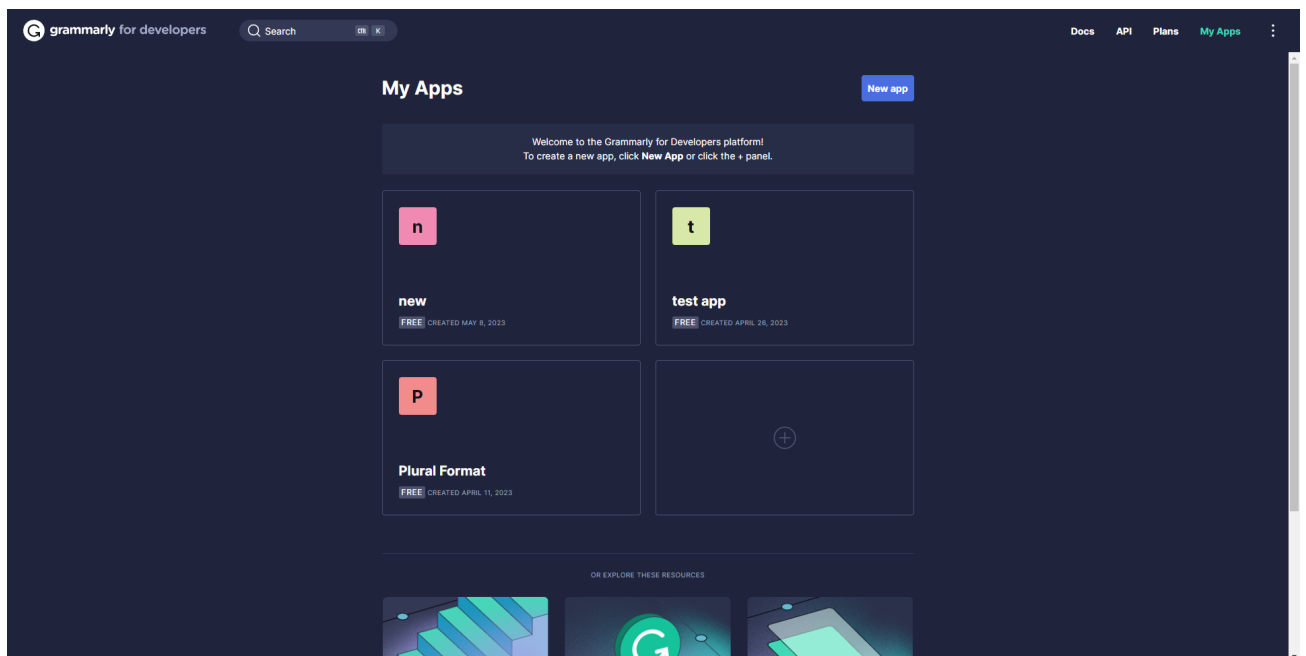 grammarly for developers
Search
Ctrl K
Docs
API
Plans
My Apps
My Apps
New app
Welcome to the Grammarly for Developers platform!
To create a new app, click New App or click the + panel.
n
new
FREE CREATED MAY 8, 2023
t
test app
FREE CREATED APRIL 26, 2023
P
Plural Format
FREE CREATED APRIL 11, 2023
OR EXPLORE THESE RESOURCES